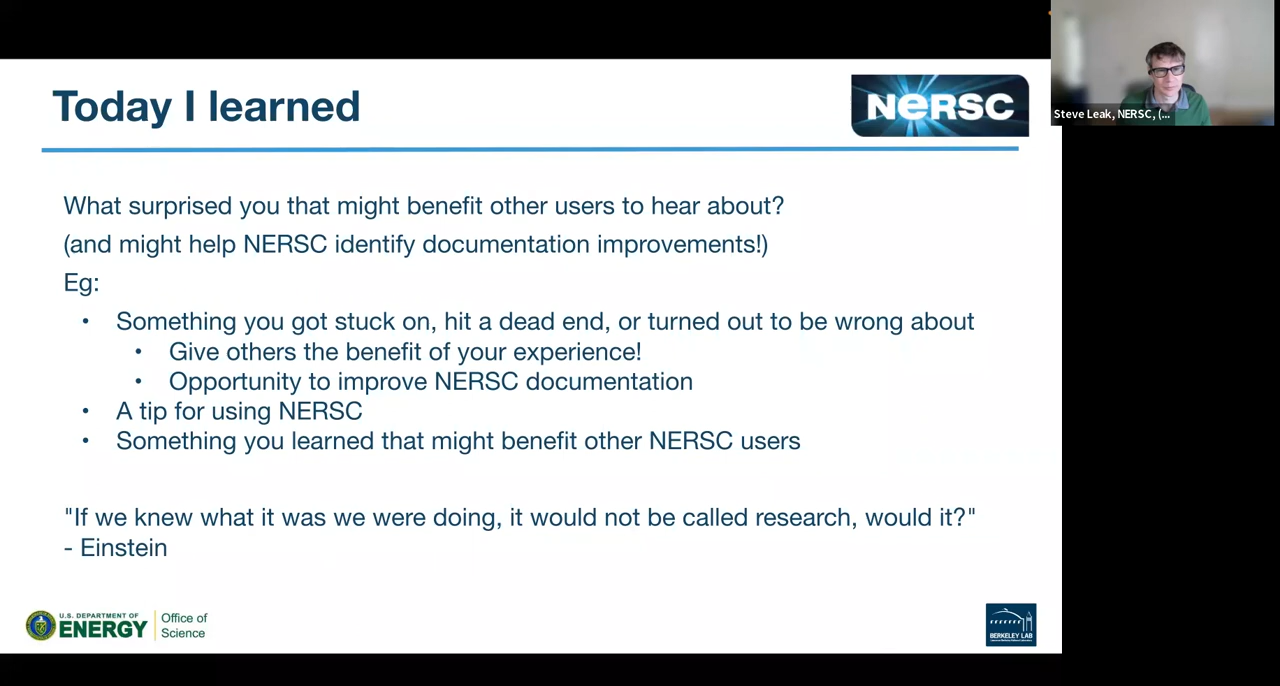 Today I learned
NERSC
Steve Leak, NERSC, (...
What surprised you that might benefit other users to hear about?
(and might help NERSC identify documentation improvements!)
Eg:
• Something you got stuck on, hit a dead end, or turned out to be wrong about
• Give others the benefit of your experience!
• Opportunity to improve NERSC documentation
• A tip for using NERSC
• Something you learned that might benefit other NERSC users
"If we knew what it was we were doing, it would not be called research, would it?"
- Einstein
U.S. DEPARTMENT OF
ENERGY
Office of
Science
BERKELEY LAB